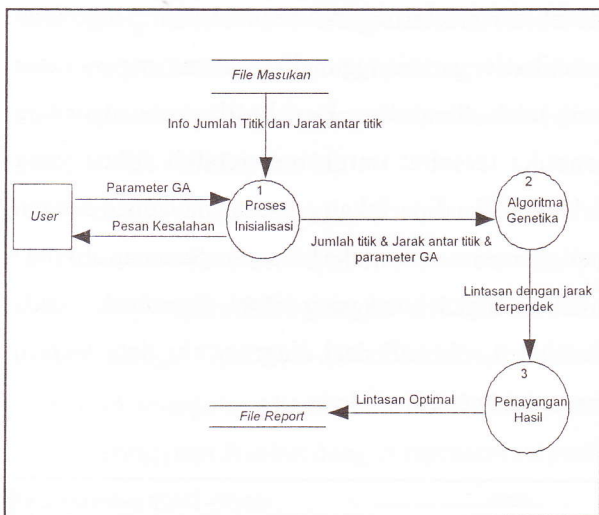 File Masukan
Info Jumlah Titik dan Jarak antar titik
Parameter GA
User
Pesan Kesalahan
1
Proses
Inisialisasi
Jumlah titik & Jarak antar titik &
parameter GA
2
Algoritma
Genetika
Lintasan dengan jarak
terpendek
3
Penayangan
Hasil
Lintasan Optimal
File Report